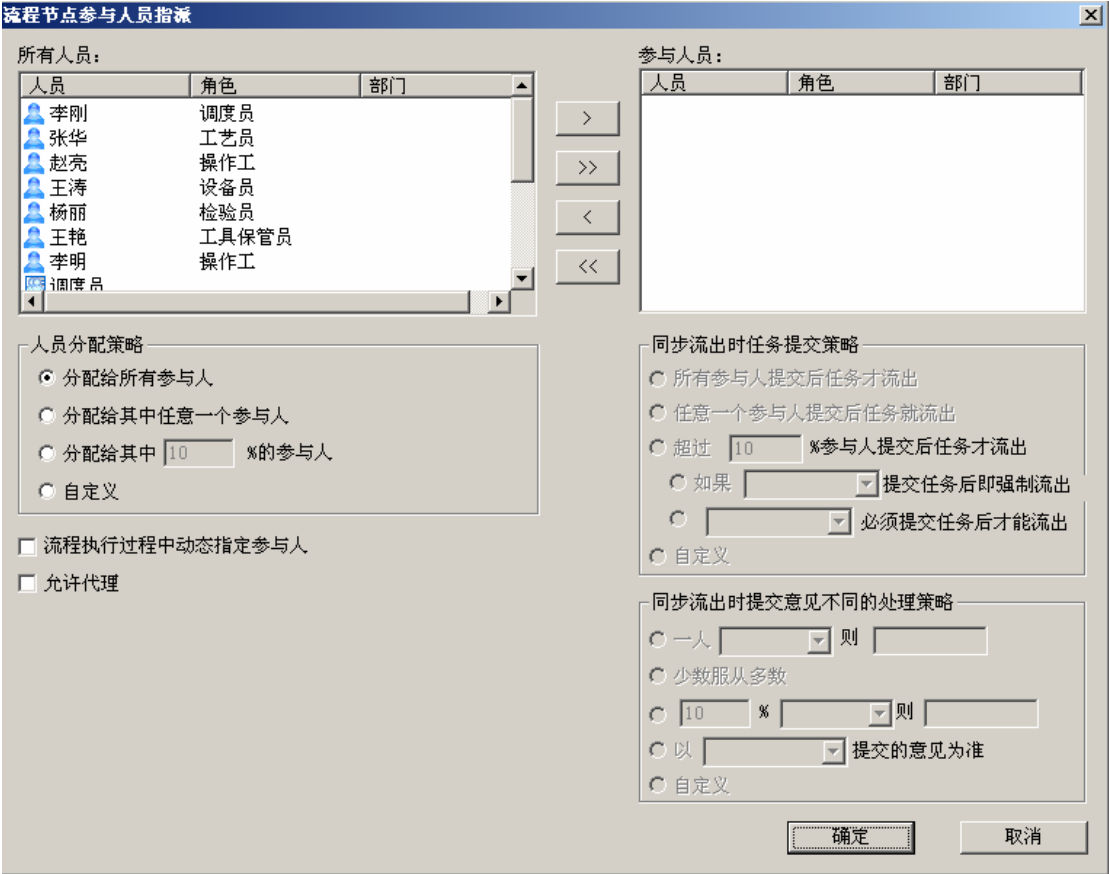 流程节点参与人员指派
所有人员：
人员 角色 部门
李刚 调度员
张华 工艺员
赵亮 操作工
王涛 设备员
杨丽 检验员
王艳 工具保管员
李明 操作工
调度员
>
>>
<
<<
参与人员：
人员 角色 部门
人员分配策略
分配给所有参与人
分配给其中任意一个参与人
分配给其中 10 %的参与人
自定义
流程执行过程中动态指定参与人
允许代理
同步流出时任务提交策略
所有参与人提交后任务才流出
任意一个参与人提交后任务就流出
超过 10 %参与人提交后任务才流出
如果 提交任务后即强制流出
必须提交任务后才能流出
自定义
同步流出时提交意见不同的处理策略
一人 则
少数服从多数
10 % 则
以 提交的意见为准
自定义
确定 取消